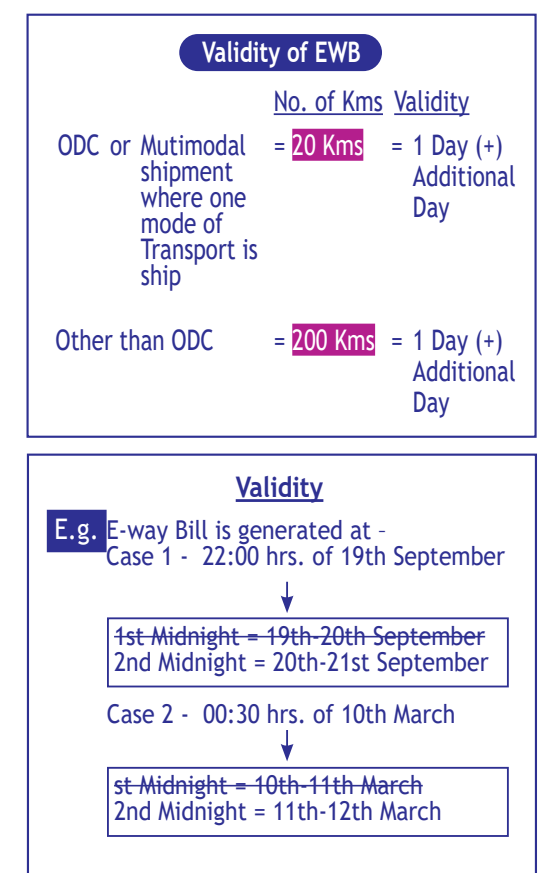 Validity of EWB
No. of Kms Validity
ODC or Mutimodal = 20 Kms = 1 Day (+)
shipment Additional
where one Day
mode of
Transport is
ship
Other than ODC = 200 Kms = 1 Day (+)
Additional
Day
Validity
E.g. E-way Bill is generated at –
Case 1 - 22:00 hrs. of 19th September
1st Midnight = 19th-20th September
2nd Midnight = 20th-21st September
Case 2 - 00:30 hrs. of 10th March
st Midnight = 10th-11th March
2nd Midnight = 11th-12th March